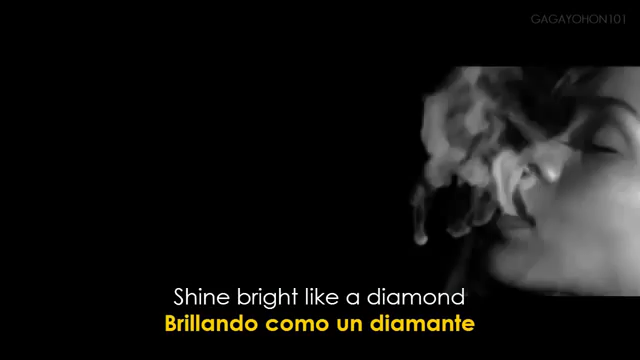 GAGAYOHON101
Shine bright like a diamond
Brillando como un diamante